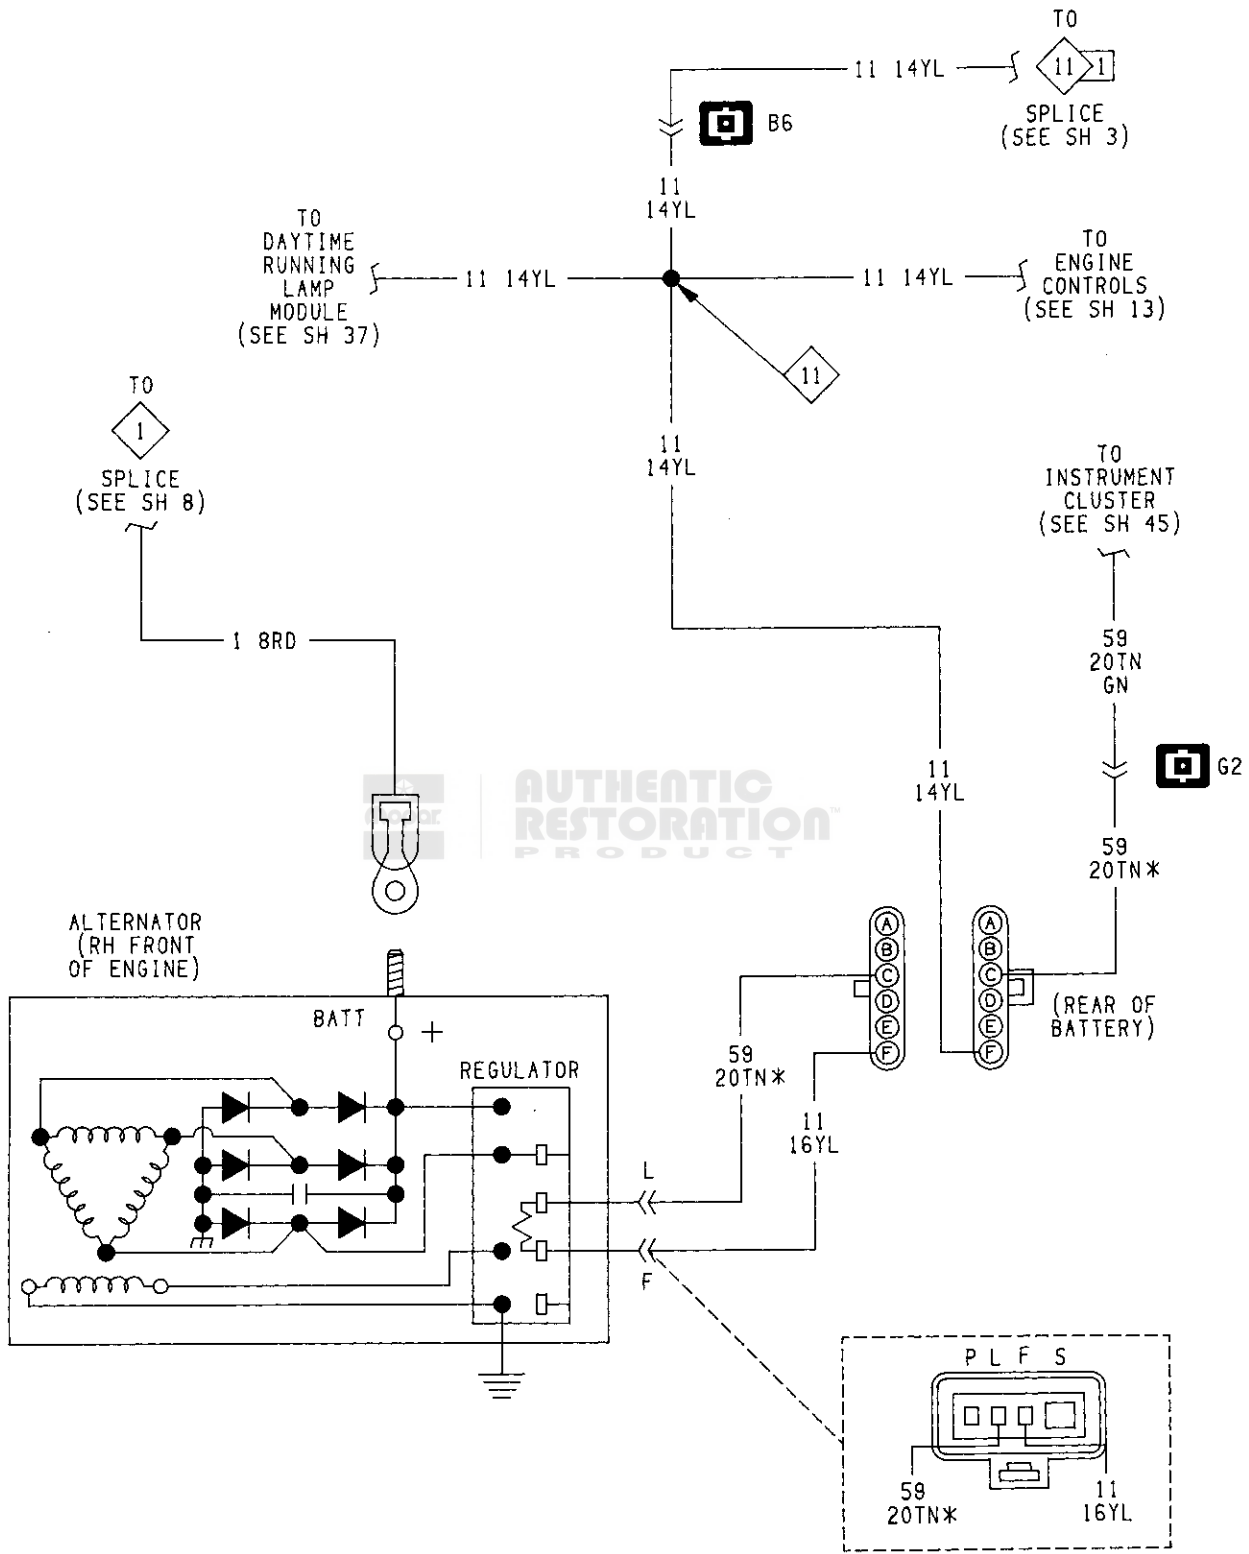 TO
11 14YL
11
1
SPLICE
(SEE SH 3)
B6
11
14YL
TO
DAYTIME
RUNNING
LAMP
MODULE
(SEE SH 37)
11 14YL
11 14YL
TO
ENGINE
CONTROLS
(SEE SH 13)
11
TO
1
SPLICE
(SEE SH 8)
11
14YL
TO
INSTRUMENT
CLUSTER
(SEE SH 45)
1 8RD
59
20TN
GN
11
14YL
G2
Mopar
AUTHENTIC
RESTORATION™
PRODUCT
59
20TN*
ALTERNATOR
(RH FRONT
OF ENGINE)
A
B
C
D
E
F
A
B
C
D
E
F
(REAR OF
BATTERY)
BATT
+
REGULATOR
59
20TN*
11
16YL
L
F
P L F S
59
20TN*
11
16YL